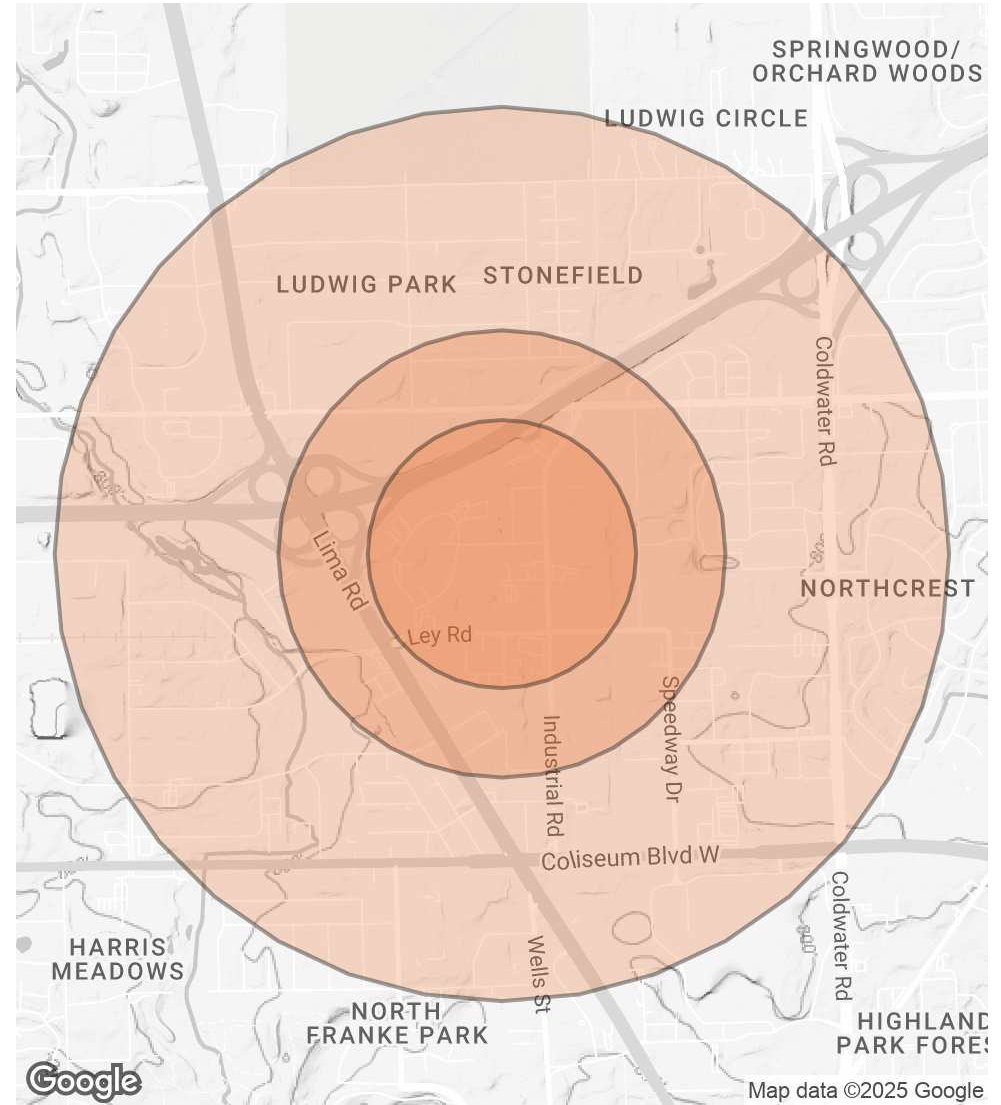 SPRINGWOOD/
ORCHARD WOODS
LUDWIG CIRCLE
LUDWIG PARK
STONEFIELD
Coldwater Rd
Lima Rd
NORTHCREST
Ley Rd
Speedway Dr
Industrial Rd
Coliseum Blvd W
Coldwater Rd
HARRIS
MEADOWS
Wells St
800
NORTH
FRANKE PARK
HIGHLAND
PARK FORES
Google
Map data ©2025 Google